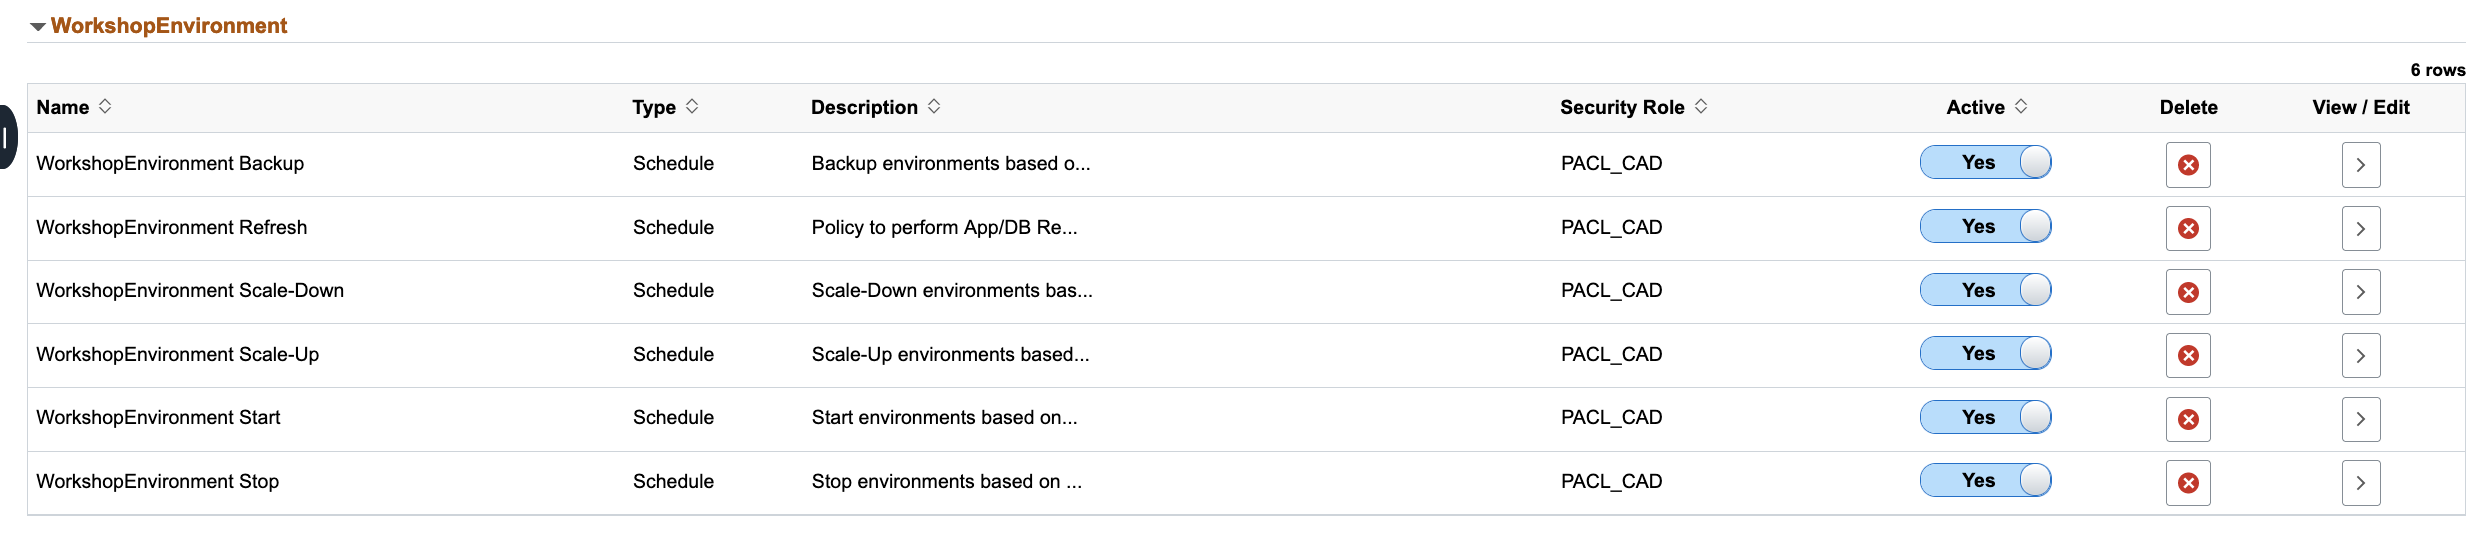 WorkshopEnvironment
6 rows
Name Type Description Security Role Active Delete View / Edit
WorkshopEnvironment Backup Schedule Backup environments based o... PACL_CAD Yes
WorkshopEnvironment Refresh Schedule Policy to perform App/DB Re... PACL_CAD Yes
WorkshopEnvironment Scale-Down Schedule Scale-Down environments bas... PACL_CAD Yes
WorkshopEnvironment Scale-Up Schedule Scale-Up environments based... PACL_CAD Yes
WorkshopEnvironment Start Schedule Start environments based on... PACL_CAD Yes
WorkshopEnvironment Stop Schedule Stop environments based on ... PACL_CAD Yes